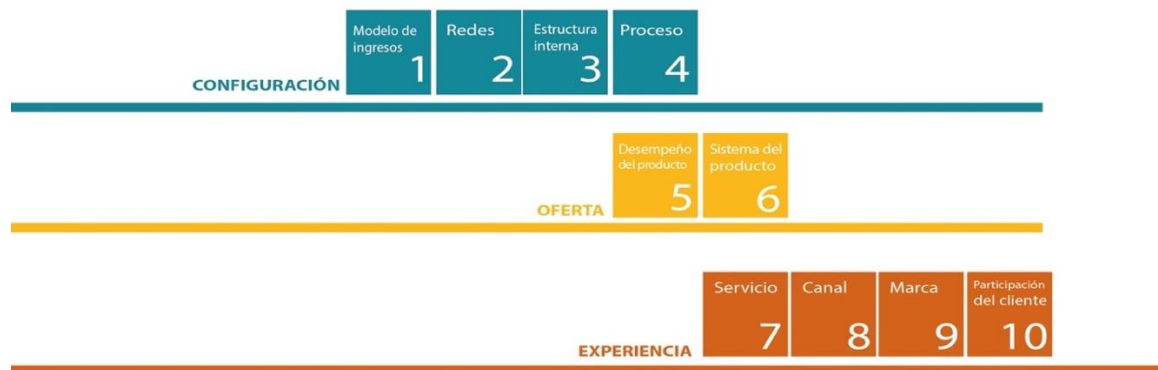 Modelo de
ingresos
1
Redes
2
Estructura
interna
3
Proceso
4
CONFIGURACIÓN
Desempeño
del producto
5
Sistema del
producto
6
OFERTA
Servicio
7
Canal
8
Marca
9
Participación
del cliente
10
EXPERIENCIA